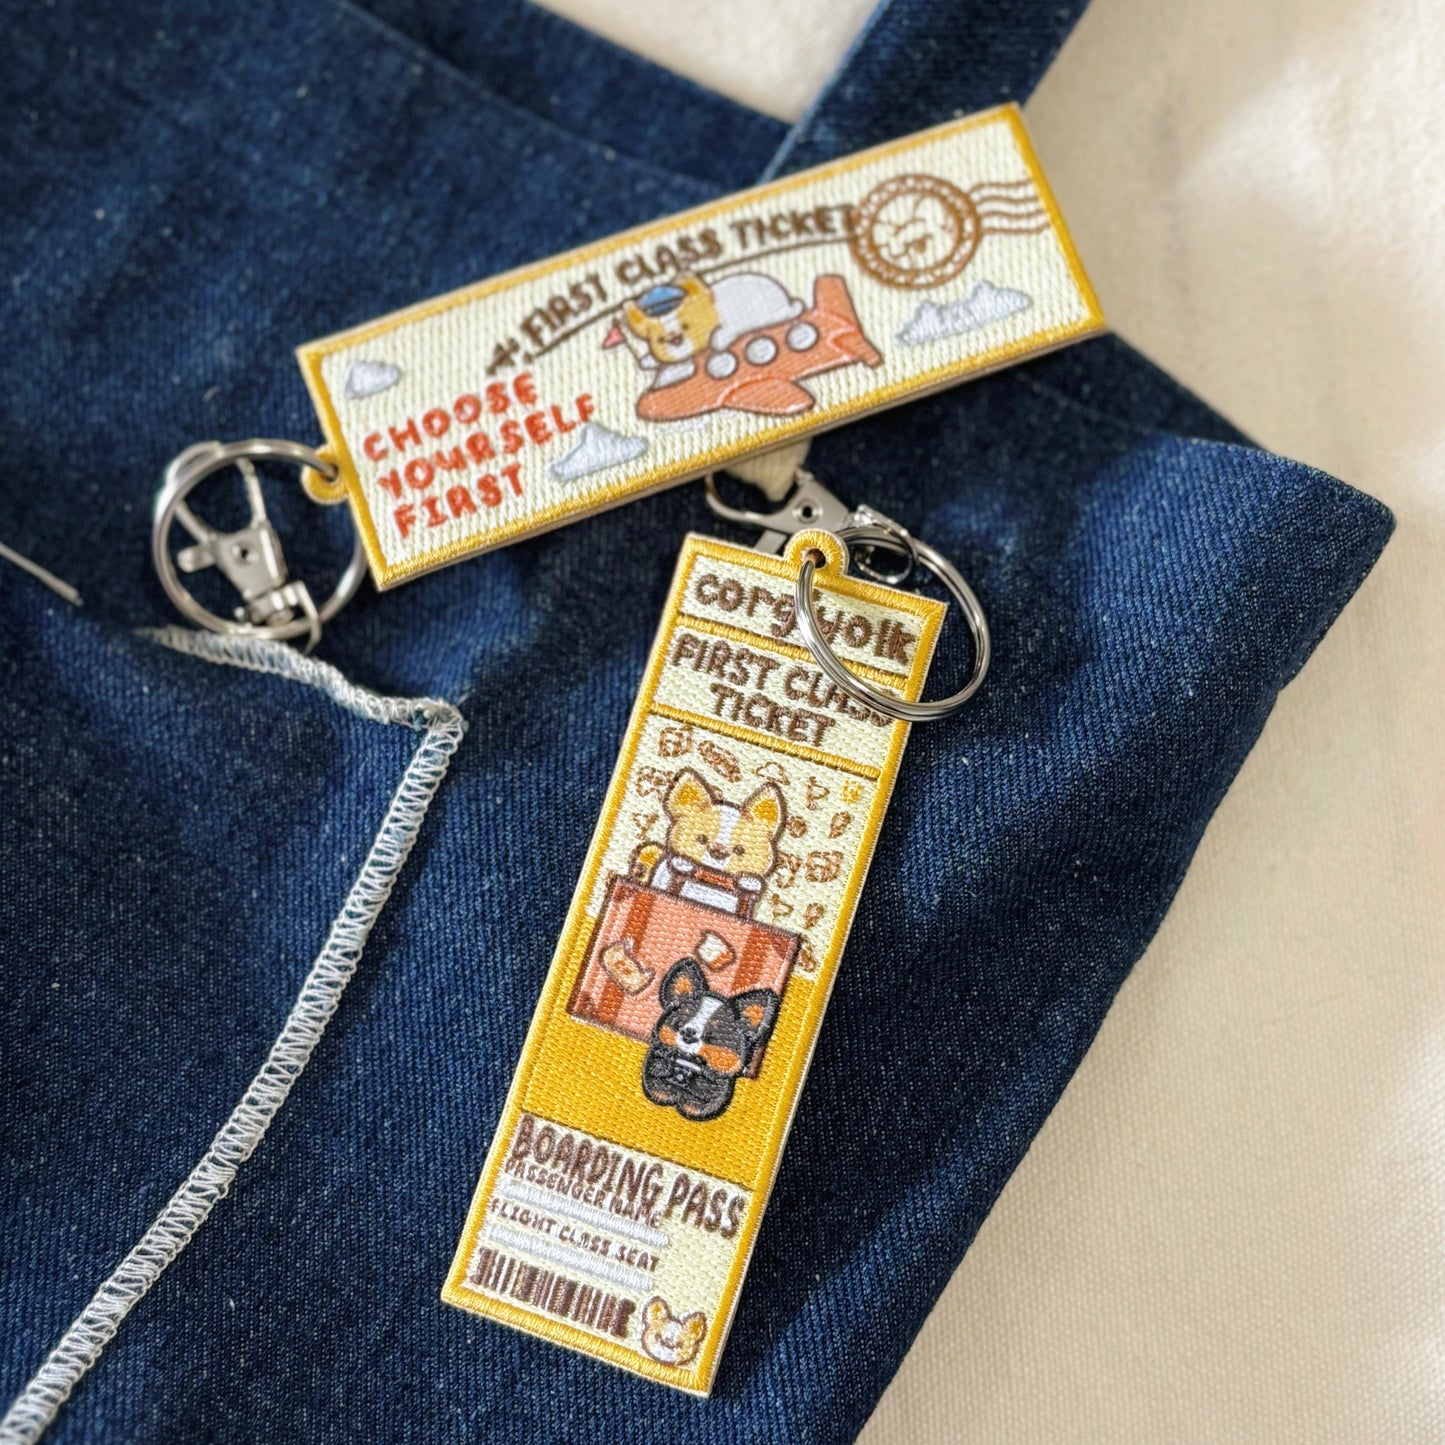 FIRST CLASS TICKET
CHOOSE
YOURSELF
FIRST
corgiyolk
FIRST CLASS
TICKET
BOARDING PASS
PASSENGER NAME
FLIGHT CLASS SEAT